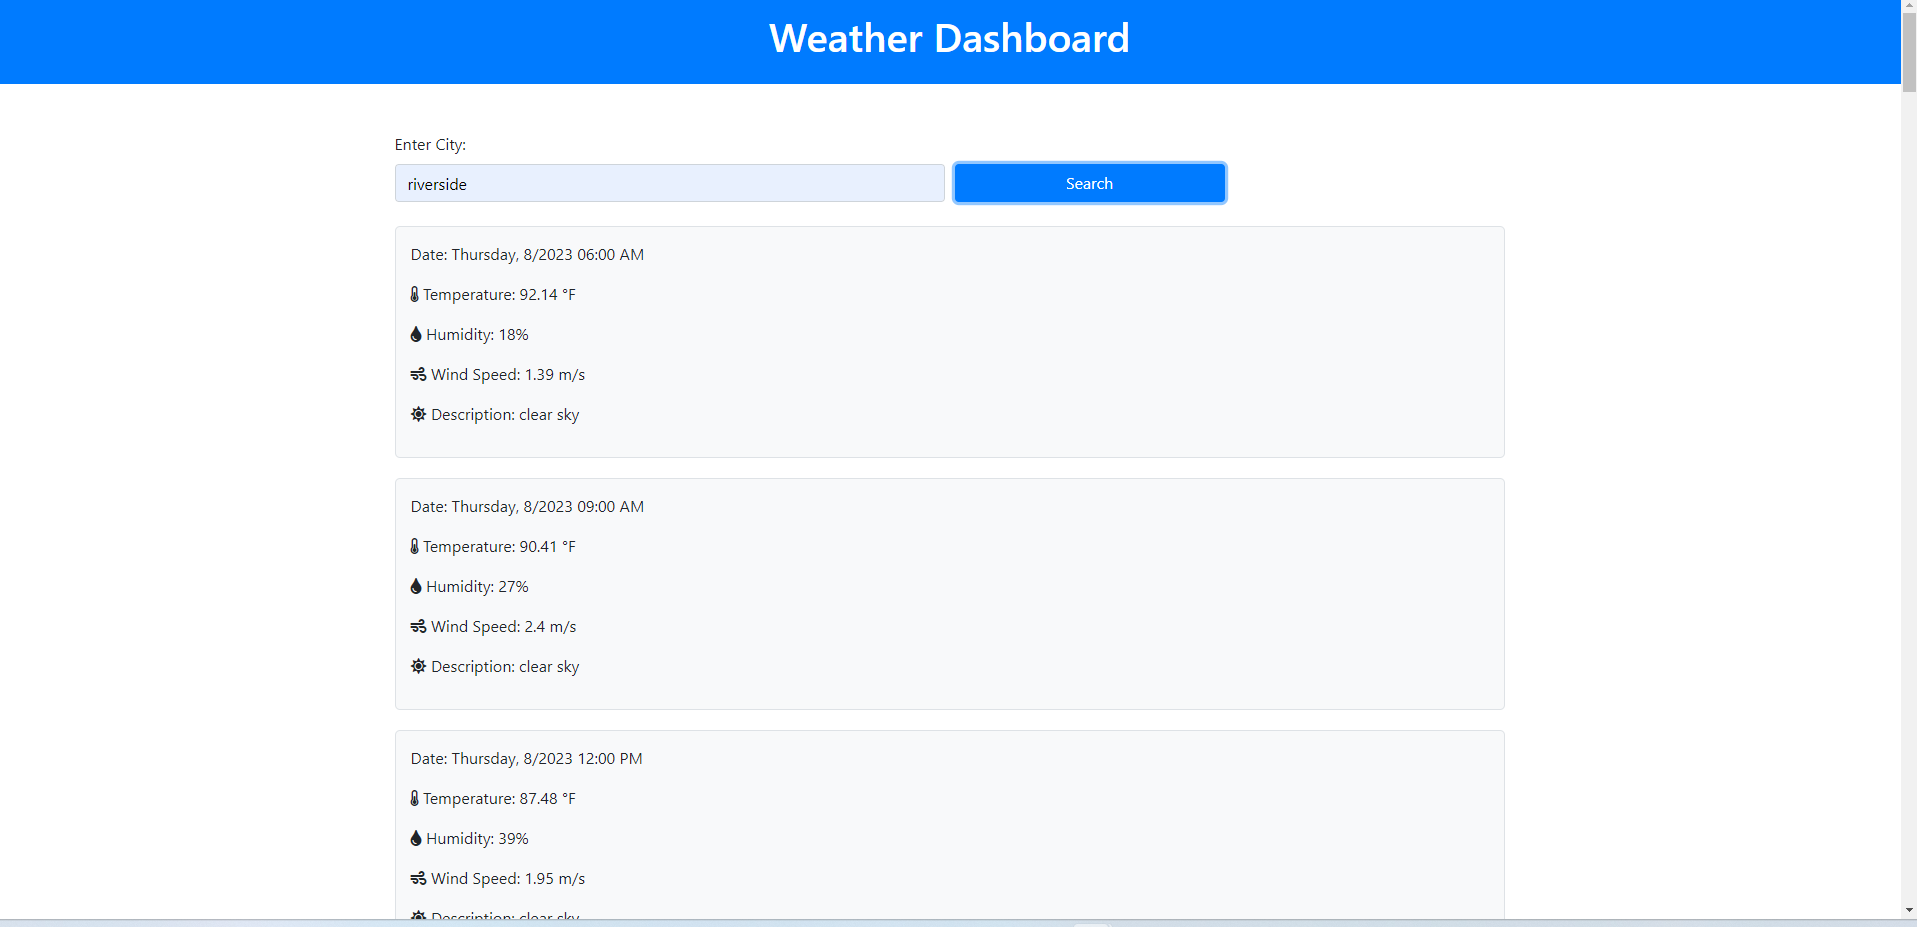 Weather Dashboard
Enter City:
riverside
Search
Date: Thursday, 8/2023 06:00 AM
Temperature: 92.14 °F
Humidity: 18%
Wind Speed: 1.39 m/s
Description: clear sky
Date: Thursday, 8/2023 09:00 AM
Temperature: 90.41 °F
Humidity: 27%
Wind Speed: 2.4 m/s
Description: clear sky
Date: Thursday, 8/2023 12:00 PM
Temperature: 87.48 °F
Humidity: 39%
Wind Speed: 1.95 m/s
Description: clear sky